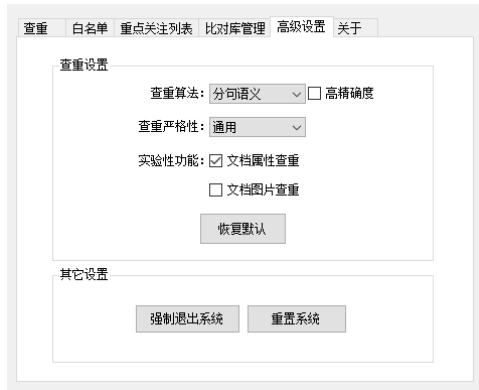 查重 白名单 重点关注列表 比对库管理 高级设置 关于
查重设置
查重算法： 分句语义 高精确度
查重严格性： 通用
实验性功能： 文档属性查重
文档图片查重
恢复默认
其它设置
强制退出系统 重置系统